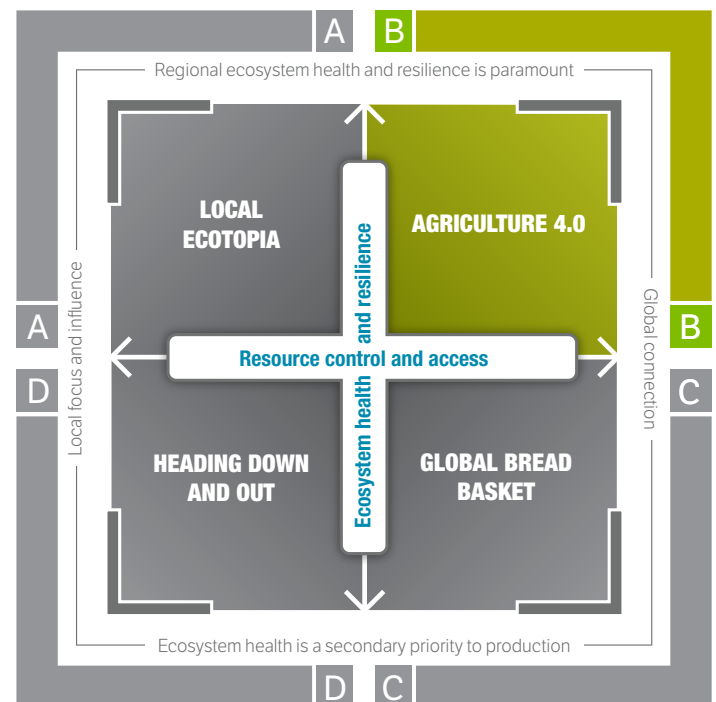 A B
Regional ecosystem health and resilience is paramount
LOCAL
ECOTOPIA
AGRICULTURE 4.0
Local focus and influence
Global connection
A
B
Resource control and access
Ecosystem health and resilience
D
C
HEADING DOWN
AND OUT
GLOBAL BREAD
BASKET
Ecosystem health is a secondary priority to production
D C